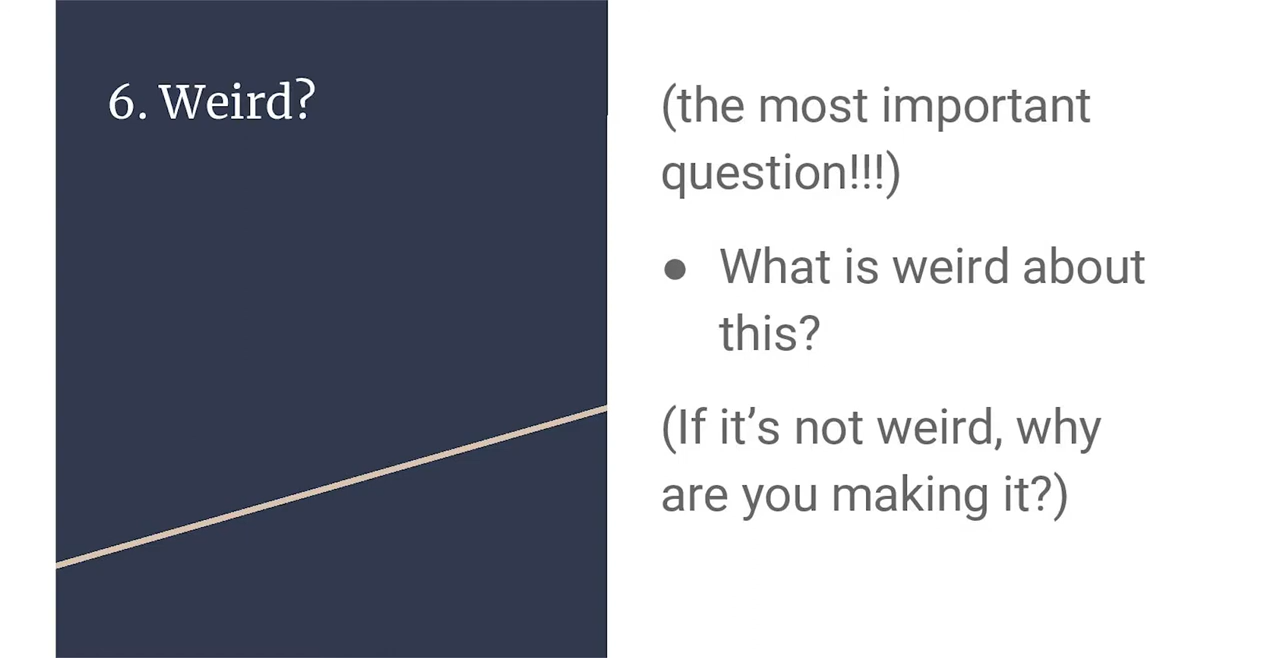 6. Weird?
(the most important
question!!!)
● What is weird about
this?
(If it’s not weird, why
are you making it?)